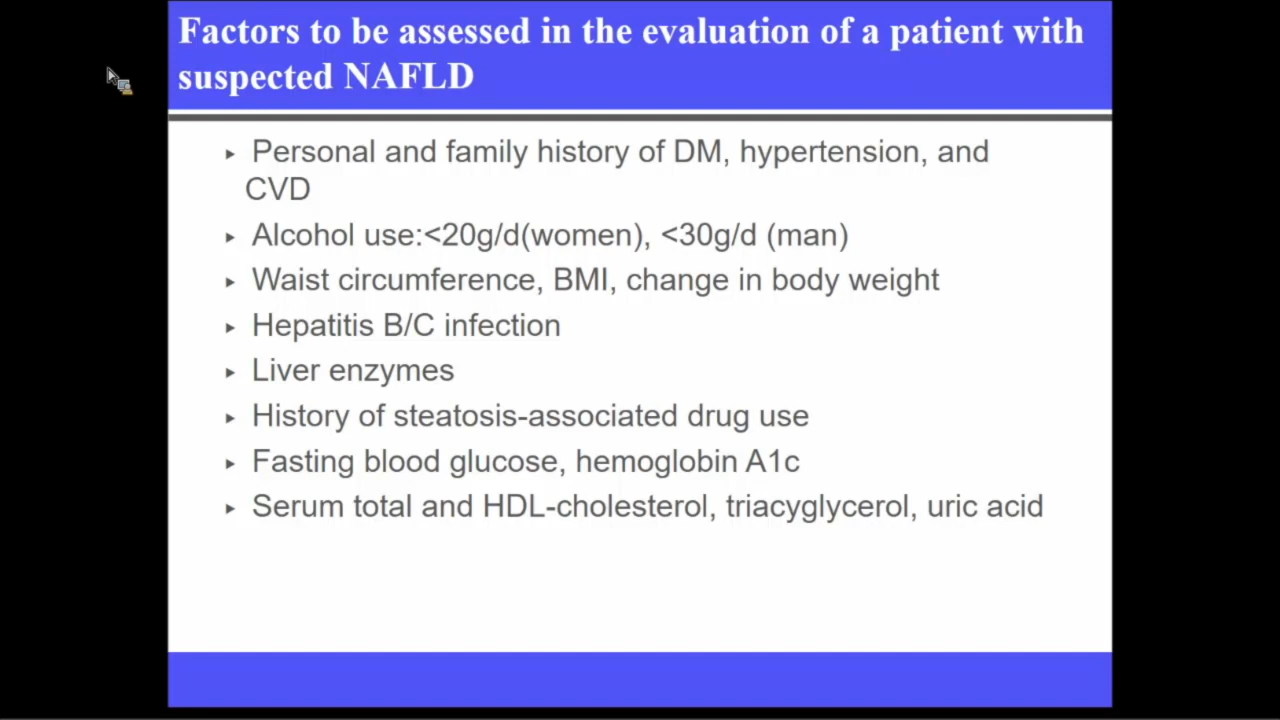 Factors to be assessed in the evaluation of a patient with
suspected NAFLD
▸ Personal and family history of DM, hypertension, and
CVD
▸ Alcohol use:<20g/d(women), <30g/d (man)
▸ Waist circumference, BMI, change in body weight
▸ Hepatitis B/C infection
▸ Liver enzymes
▸ History of steatosis-associated drug use
▸ Fasting blood glucose, hemoglobin A1c
▸ Serum total and HDL-cholesterol, triacyglycerol, uric acid